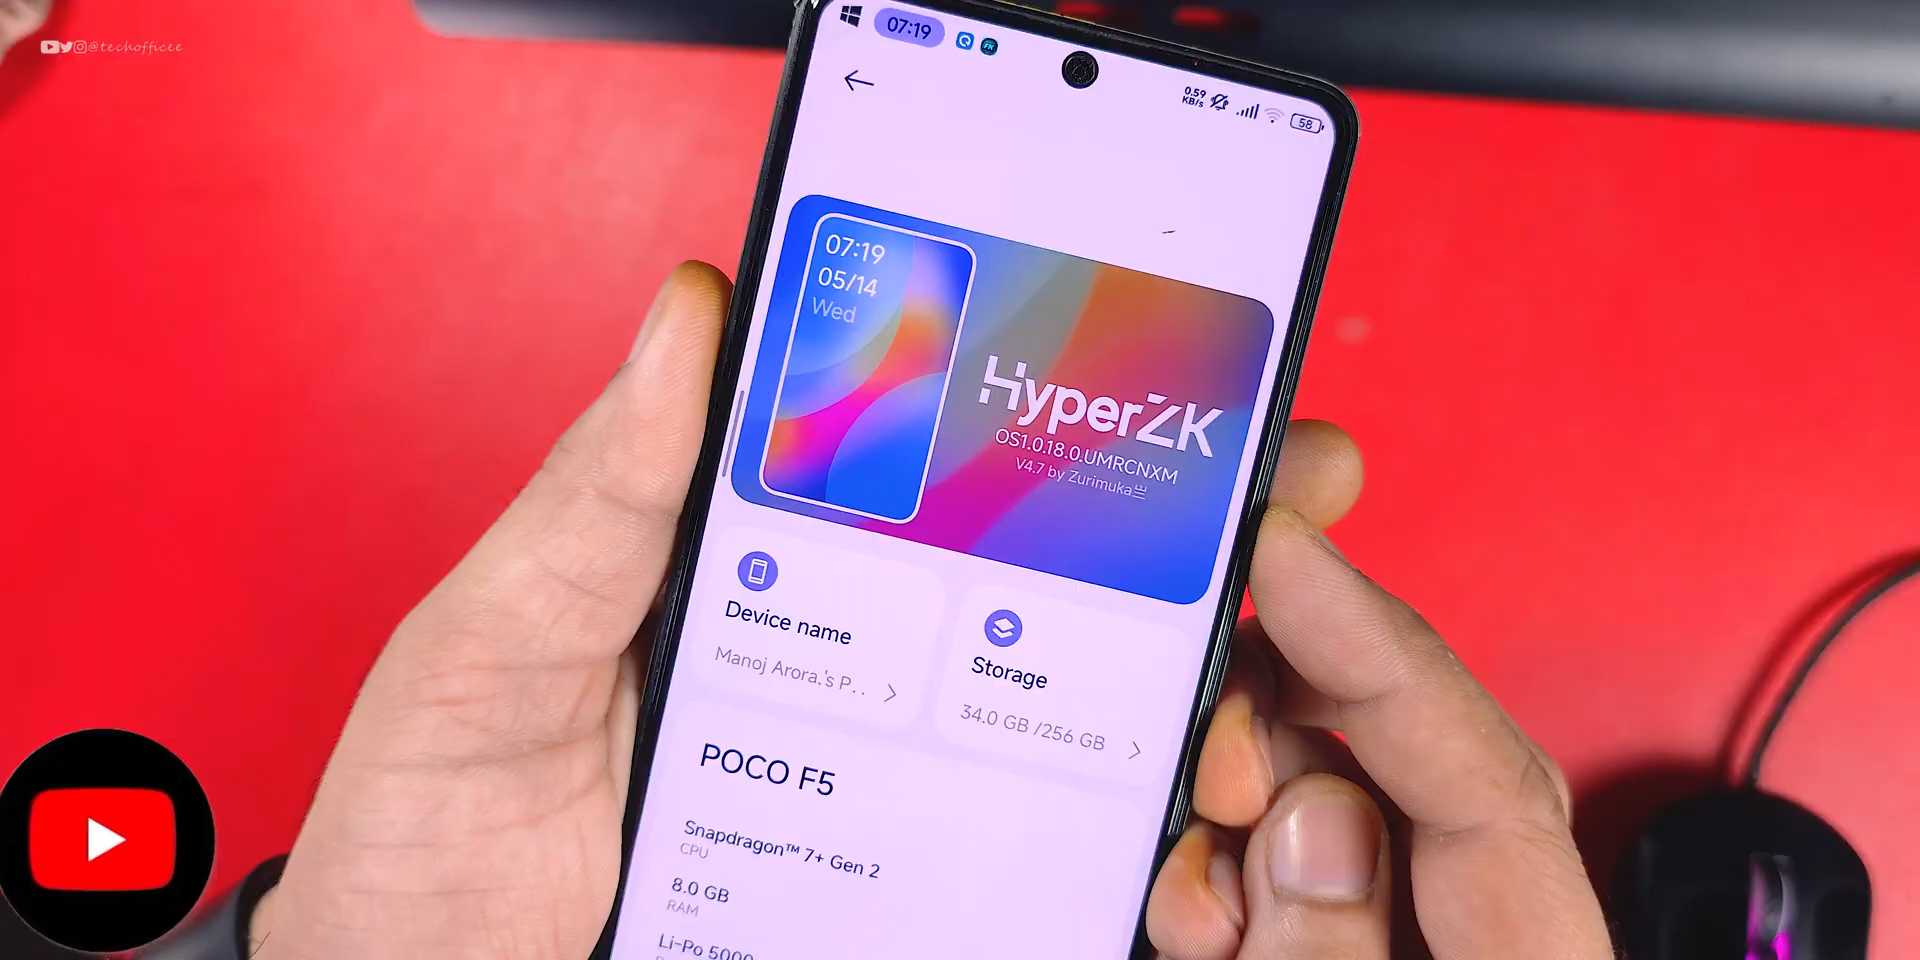 @techofficee
07:19
0.59
KB/s
58
07:19
05/14
Wed
HyperZK
OS1.0.18.0.UMRCNXM
V4.7 by Zurimuka
Device name
Manoj Arora.'s P...
Storage
34.0 GB /256 GB
POCO F5
Snapdragon™ 7+ Gen 2
CPU
8.0 GB
RAM
Li-Po 5000